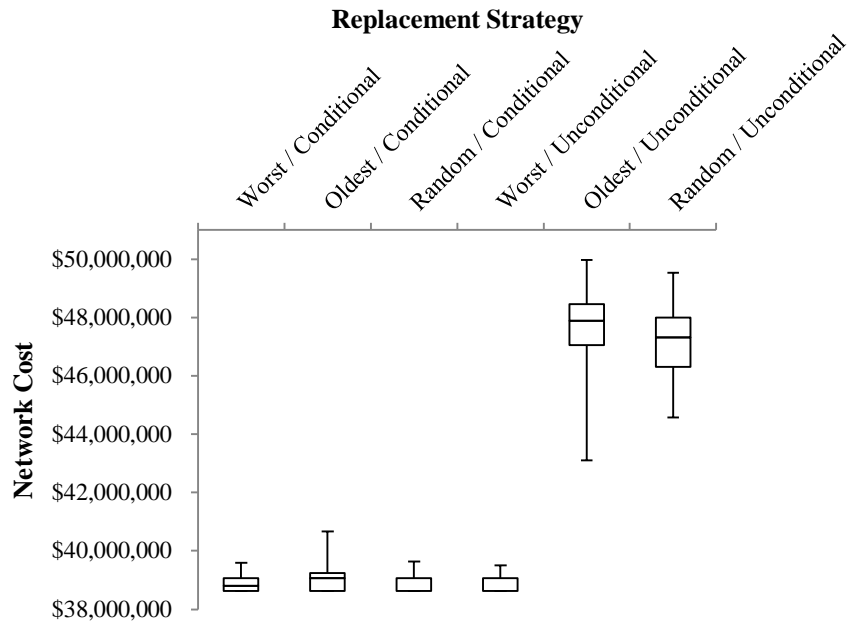 Replacement Strategy
Worst / Conditional
Oldest / Conditional
Random / Conditional
Worst / Unconditional
Oldest / Unconditional
Random / Unconditional
Network Cost
$50,000,000
$48,000,000
$46,000,000
$44,000,000
$42,000,000
$40,000,000
$38,000,000